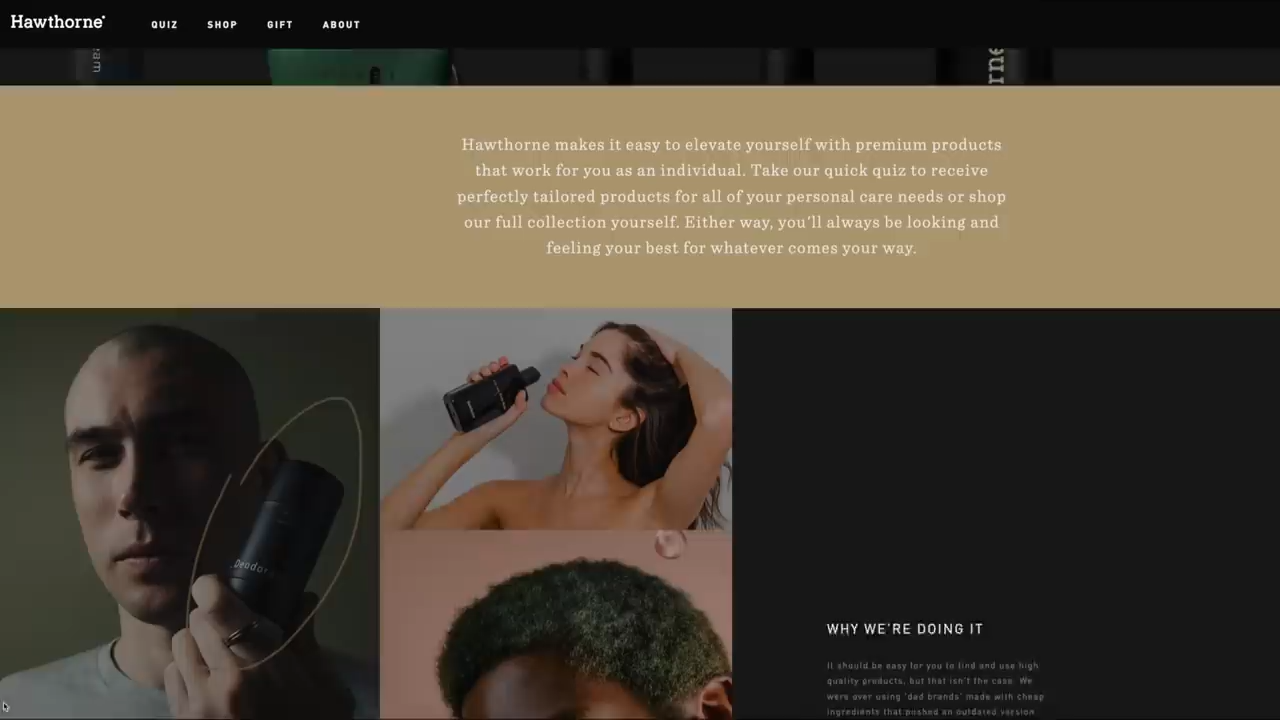 Hawthorne
QUIZ SHOP GIFT ABOUT
rne
Hawthorne makes it easy to elevate yourself with premium products
that work for you as an individual. Take our quick quiz to receive
perfectly tailored products for all of your personal care needs or shop
our full collection yourself. Either way, you'll always be looking and
feeling your best for whatever comes your way.
Deodor
WHY WE'RE DOING IT
It should be easy for you to find and use high
quality products, but that isn't the case. We
were over using 'dad brands' made with cheap
ingredients that pushed an outdated version